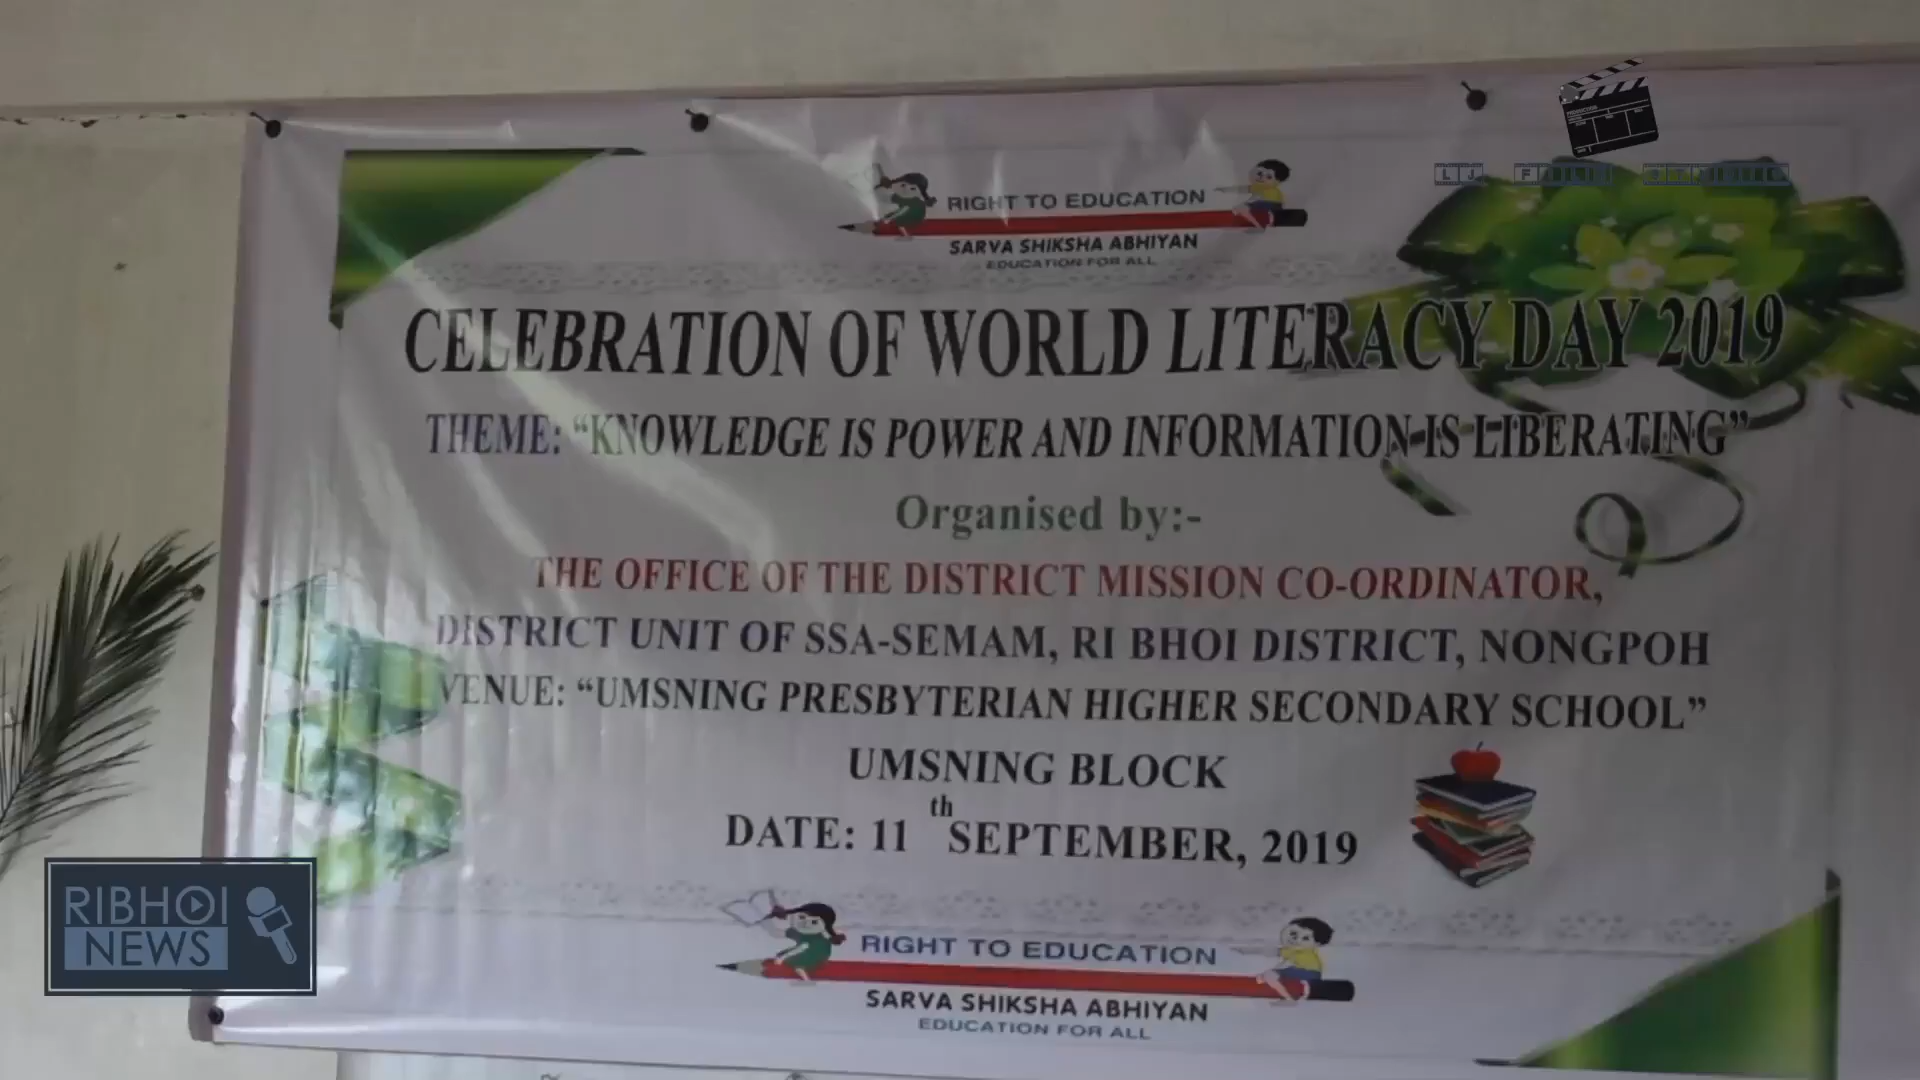 RIGHT TO EDUCATION
SARVA SHIKSHA ABHIYAN
EDUCATION FOR ALL
CELEBRATION OF WORLD LITERACY DAY 2019
THEME: “KNOWLEDGE IS POWER AND INFORMATION IS LIBERATING”
Organised by:-
THE OFFICE OF THE DISTRICT MISSION CO-ORDINATOR,
DISTRICT UNIT OF SSA-SEMAM, RI BHOI DISTRICT, NONGPOH
VENUE: “UMSNING PRESBYTERIAN HIGHER SECONDARY SCHOOL”
UMSNING BLOCK
DATE: 11th SEPTEMBER, 2019
RIGHT TO EDUCATION
SARVA SHIKSHA ABHIYAN
EDUCATION FOR ALL
RIBHOI
NEWS